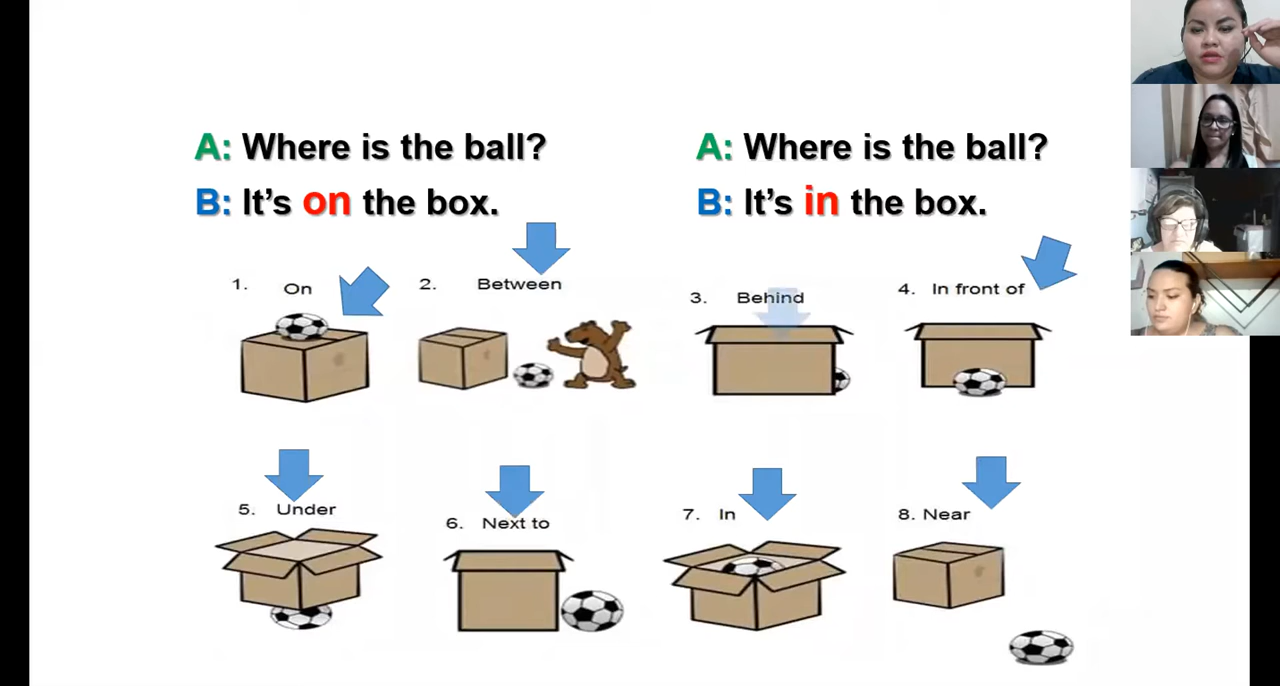 A: Where is the ball?
B: It's on the box.
A: Where is the ball?
B: It's in the box.
1. On
2. Between
3. Behind
4. In front of
5. Under
6. Next to
7. In
8. Near